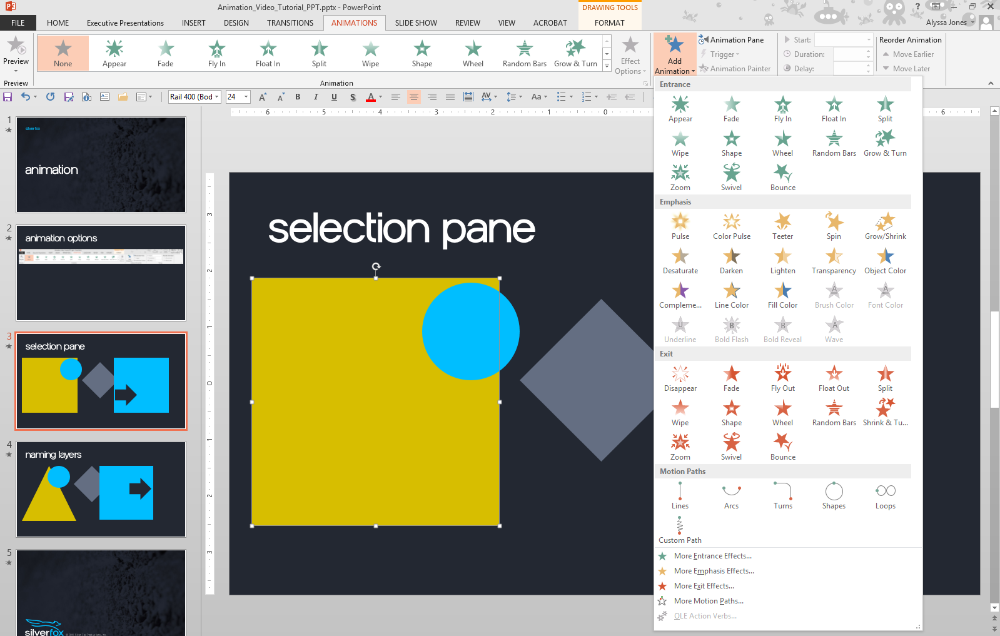 Animation_Video_Tutorial_PPT.pptx - PowerPoint
DRAWING TOOLS
?
FILE
HOME
Executive Presentations
INSERT
DESIGN
TRANSITIONS
ANIMATIONS
SLIDE SHOW
REVIEW
VIEW
ACROBAT
FORMAT
Alyssa Jones
Preview
Preview
None
Appear
Fade
Fly In
Float In
Split
Wipe
Shape
Wheel
Random Bars
Grow & Turn
Animation
Effect
Options
Add
Animation
Animation Pane
Trigger
Animation Painter
Start:
Duration:
Delay:
Reorder Animation
Move Earlier
Move Later
Rail 400 (Bod
24
A
A
B
I
U
S
A
AV
Aa
6 5 4 3 2 1 0 6
3 2 1 0 1 2 3
1
silverfox
animation
2
animation options
3
selection pane
4
naming layers
5
silverfox
selection pane
Entrance
Appear
Fade
Fly In
Float In
Split
Wipe
Shape
Wheel
Random Bars
Grow & Turn
Zoom
Swivel
Bounce
Emphasis
Pulse
Color Pulse
Teeter
Spin
Grow/Shrink
Desaturate
Darken
Lighten
Transparency
Object Color
Compleme...
Line Color
Fill Color
Brush Color
Font Color
Underline
Bold Flash
Bold Reveal
Wave
Exit
Disappear
Fade
Fly Out
Float Out
Split
Wipe
Shape
Wheel
Random Bars
Shrink & Tu...
Zoom
Swivel
Bounce
Motion Paths
Lines
Arcs
Turns
Shapes
Loops
Custom Path
More Entrance Effects...
More Emphasis Effects...
More Exit Effects...
More Motion Paths...
OLE Action Verbs...